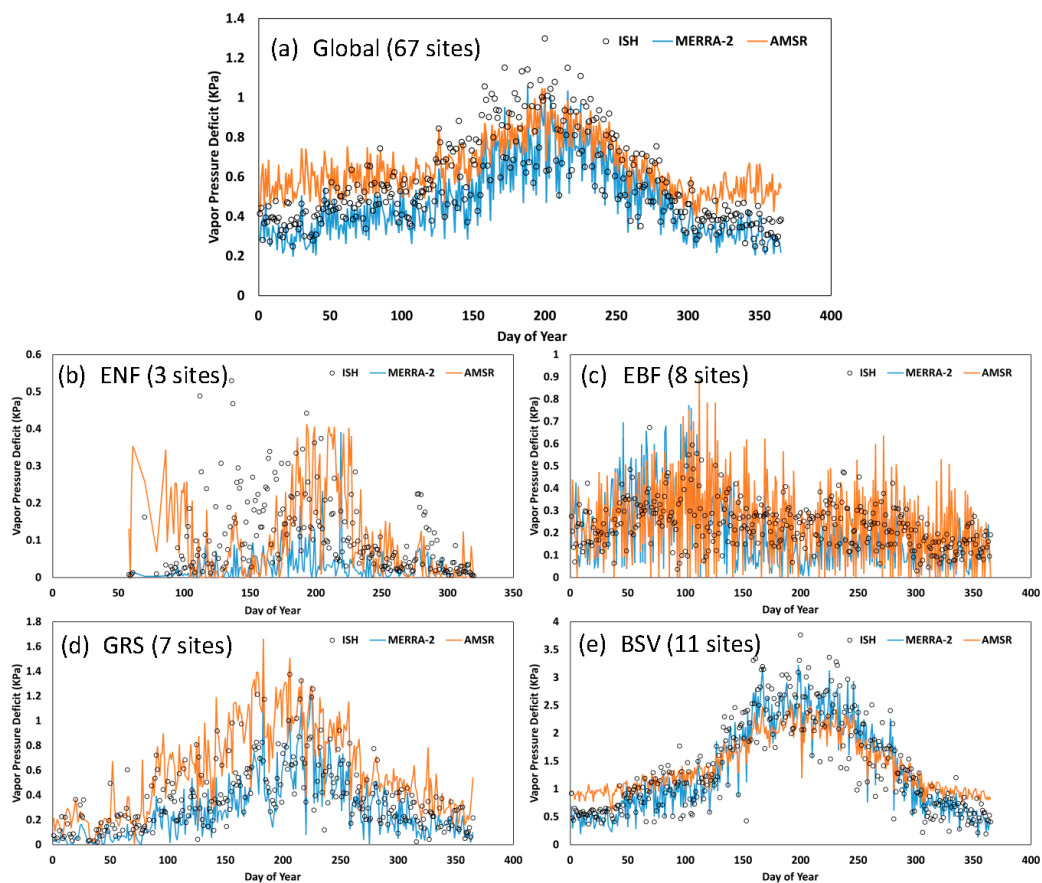 (a) Global (67 sites)
ISH MERRA-2 AMSR
Vapor Pressure Deficit (KPa)
1.4
1.2
1
0.8
0.6
0.4
0.2
0
0 50 100 150 200 250 300 350 400
Day of Year
(b) ENF (3 sites)
ISH MERRA-2 AMSR
Vapor Pressure Deficit (KPa)
0.6
0.5
0.4
0.3
0.2
0.1
0
0 50 100 150 200 250 300 350
Day of Year
(c) EBF (8 sites)
ISH MERRA-2 AMSR
Vapor Pressure Deficit (KPa)
1
0.9
0.8
0.7
0.6
0.5
0.4
0.3
0.2
0.1
0
0 50 100 150 200 250 300 350 400
Day of Year
(d) GRS (7 sites)
ISH MERRA-2 AMSR
Vapor Pressure Deficit (KPa)
1.8
1.6
1.4
1.2
1
0.8
0.6
0.4
0.2
0
0 50 100 150 200 250 300 350 400
Day of Year
(e) BSV (11 sites)
ISH MERRA-2 AMSR
Vapor Pressure Deficit (KPa)
4
3.5
3
2.5
2
1.5
1
0.5
0
0 50 100 150 200 250 300 350 400
Day of Year